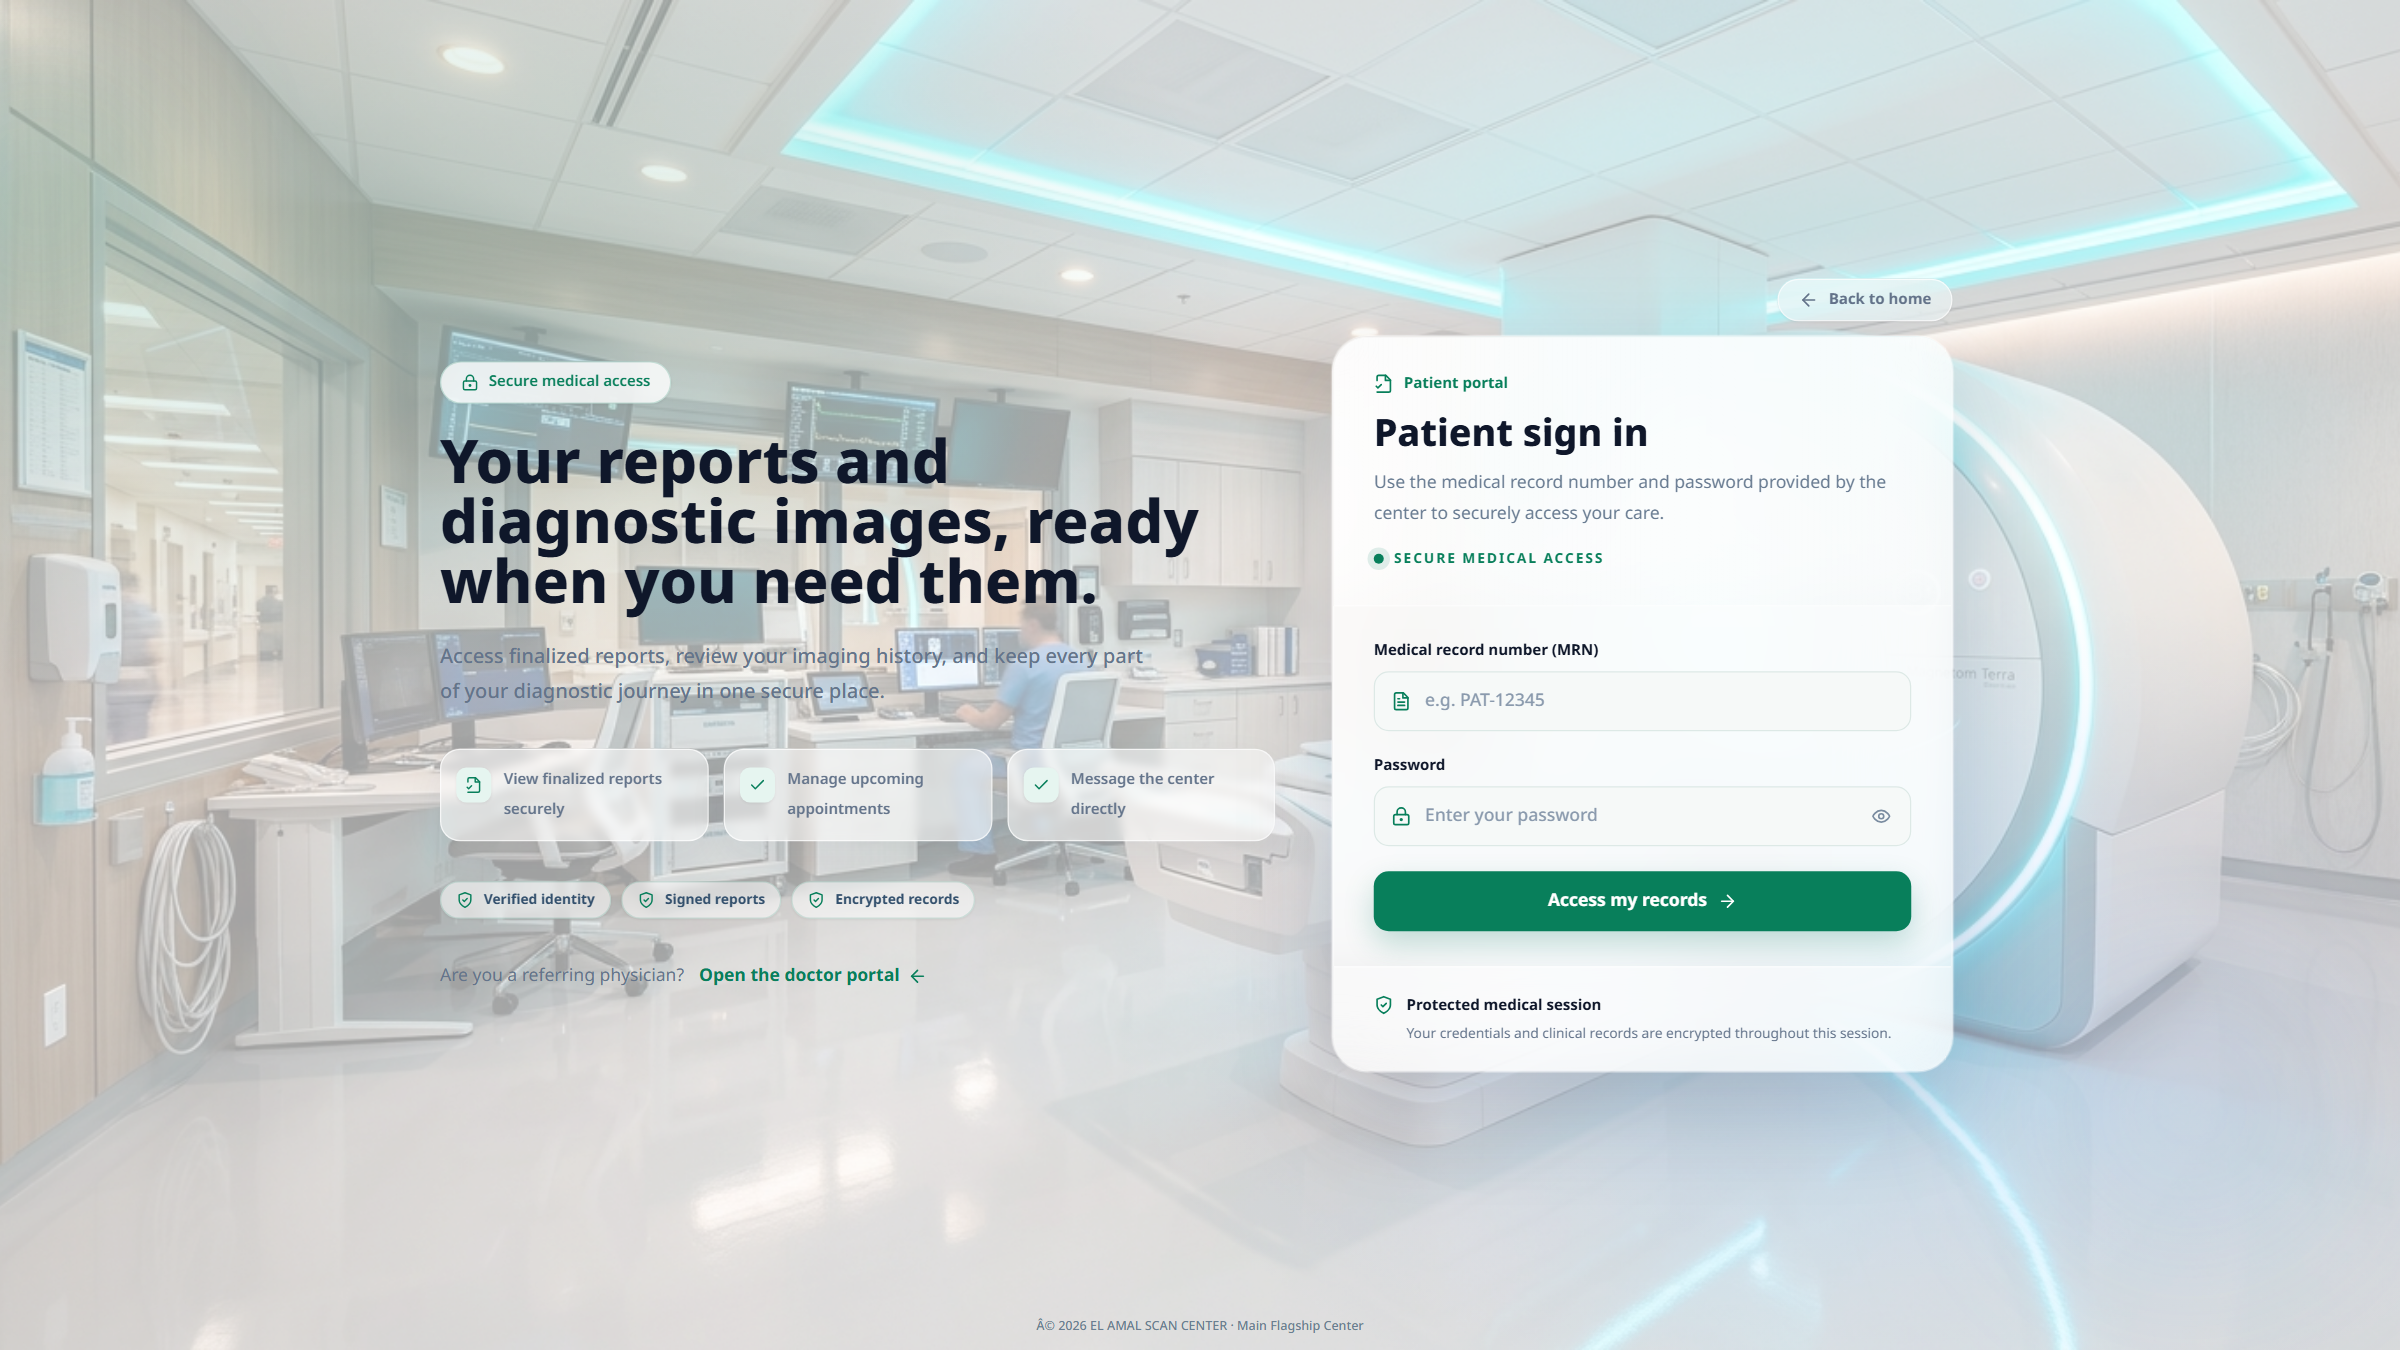 Back to home
Secure medical access
Your reports and
diagnostic images, ready
when you need them.
Access finalized reports, review your imaging history, and keep every part
of your diagnostic journey in one secure place.
View finalized reports
securely
Manage upcoming
appointments
Message the center
directly
Verified identity
Signed reports
Encrypted records
Are you a referring physician? Open the doctor portal
Patient portal
Patient sign in
Use the medical record number and password provided by the
center to securely access your care.
SECURE MEDICAL ACCESS
Medical record number (MRN)
e.g. PAT-12345
Password
Enter your password
Access my records
Protected medical session
Your credentials and clinical records are encrypted throughout this session.
om Terra
© 2026 EL AMAL SCAN CENTER · Main Flagship Center